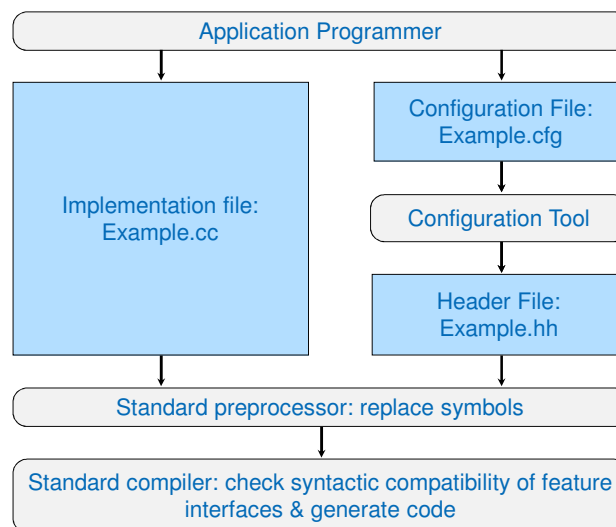 Application Programmer
Implementation file:
Example.cc
Configuration File:
Example.cfg
Configuration Tool
Header File:
Example.hh
Standard preprocessor: replace symbols
Standard compiler: check syntactic compatibility of feature
interfaces & generate code